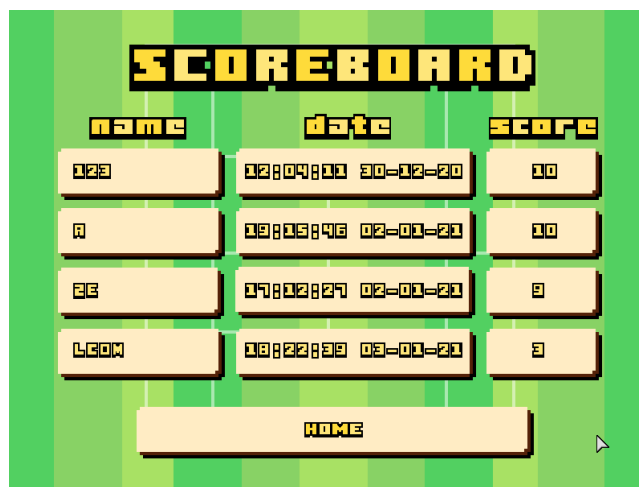 SCOREBOARD
name date score
123 12:04:11 30-12-20 10
A 19:15:46 02-01-21 10
ZE 17:12:27 02-01-21 9
LCOM 18:22:39 03-01-21 3
HOME